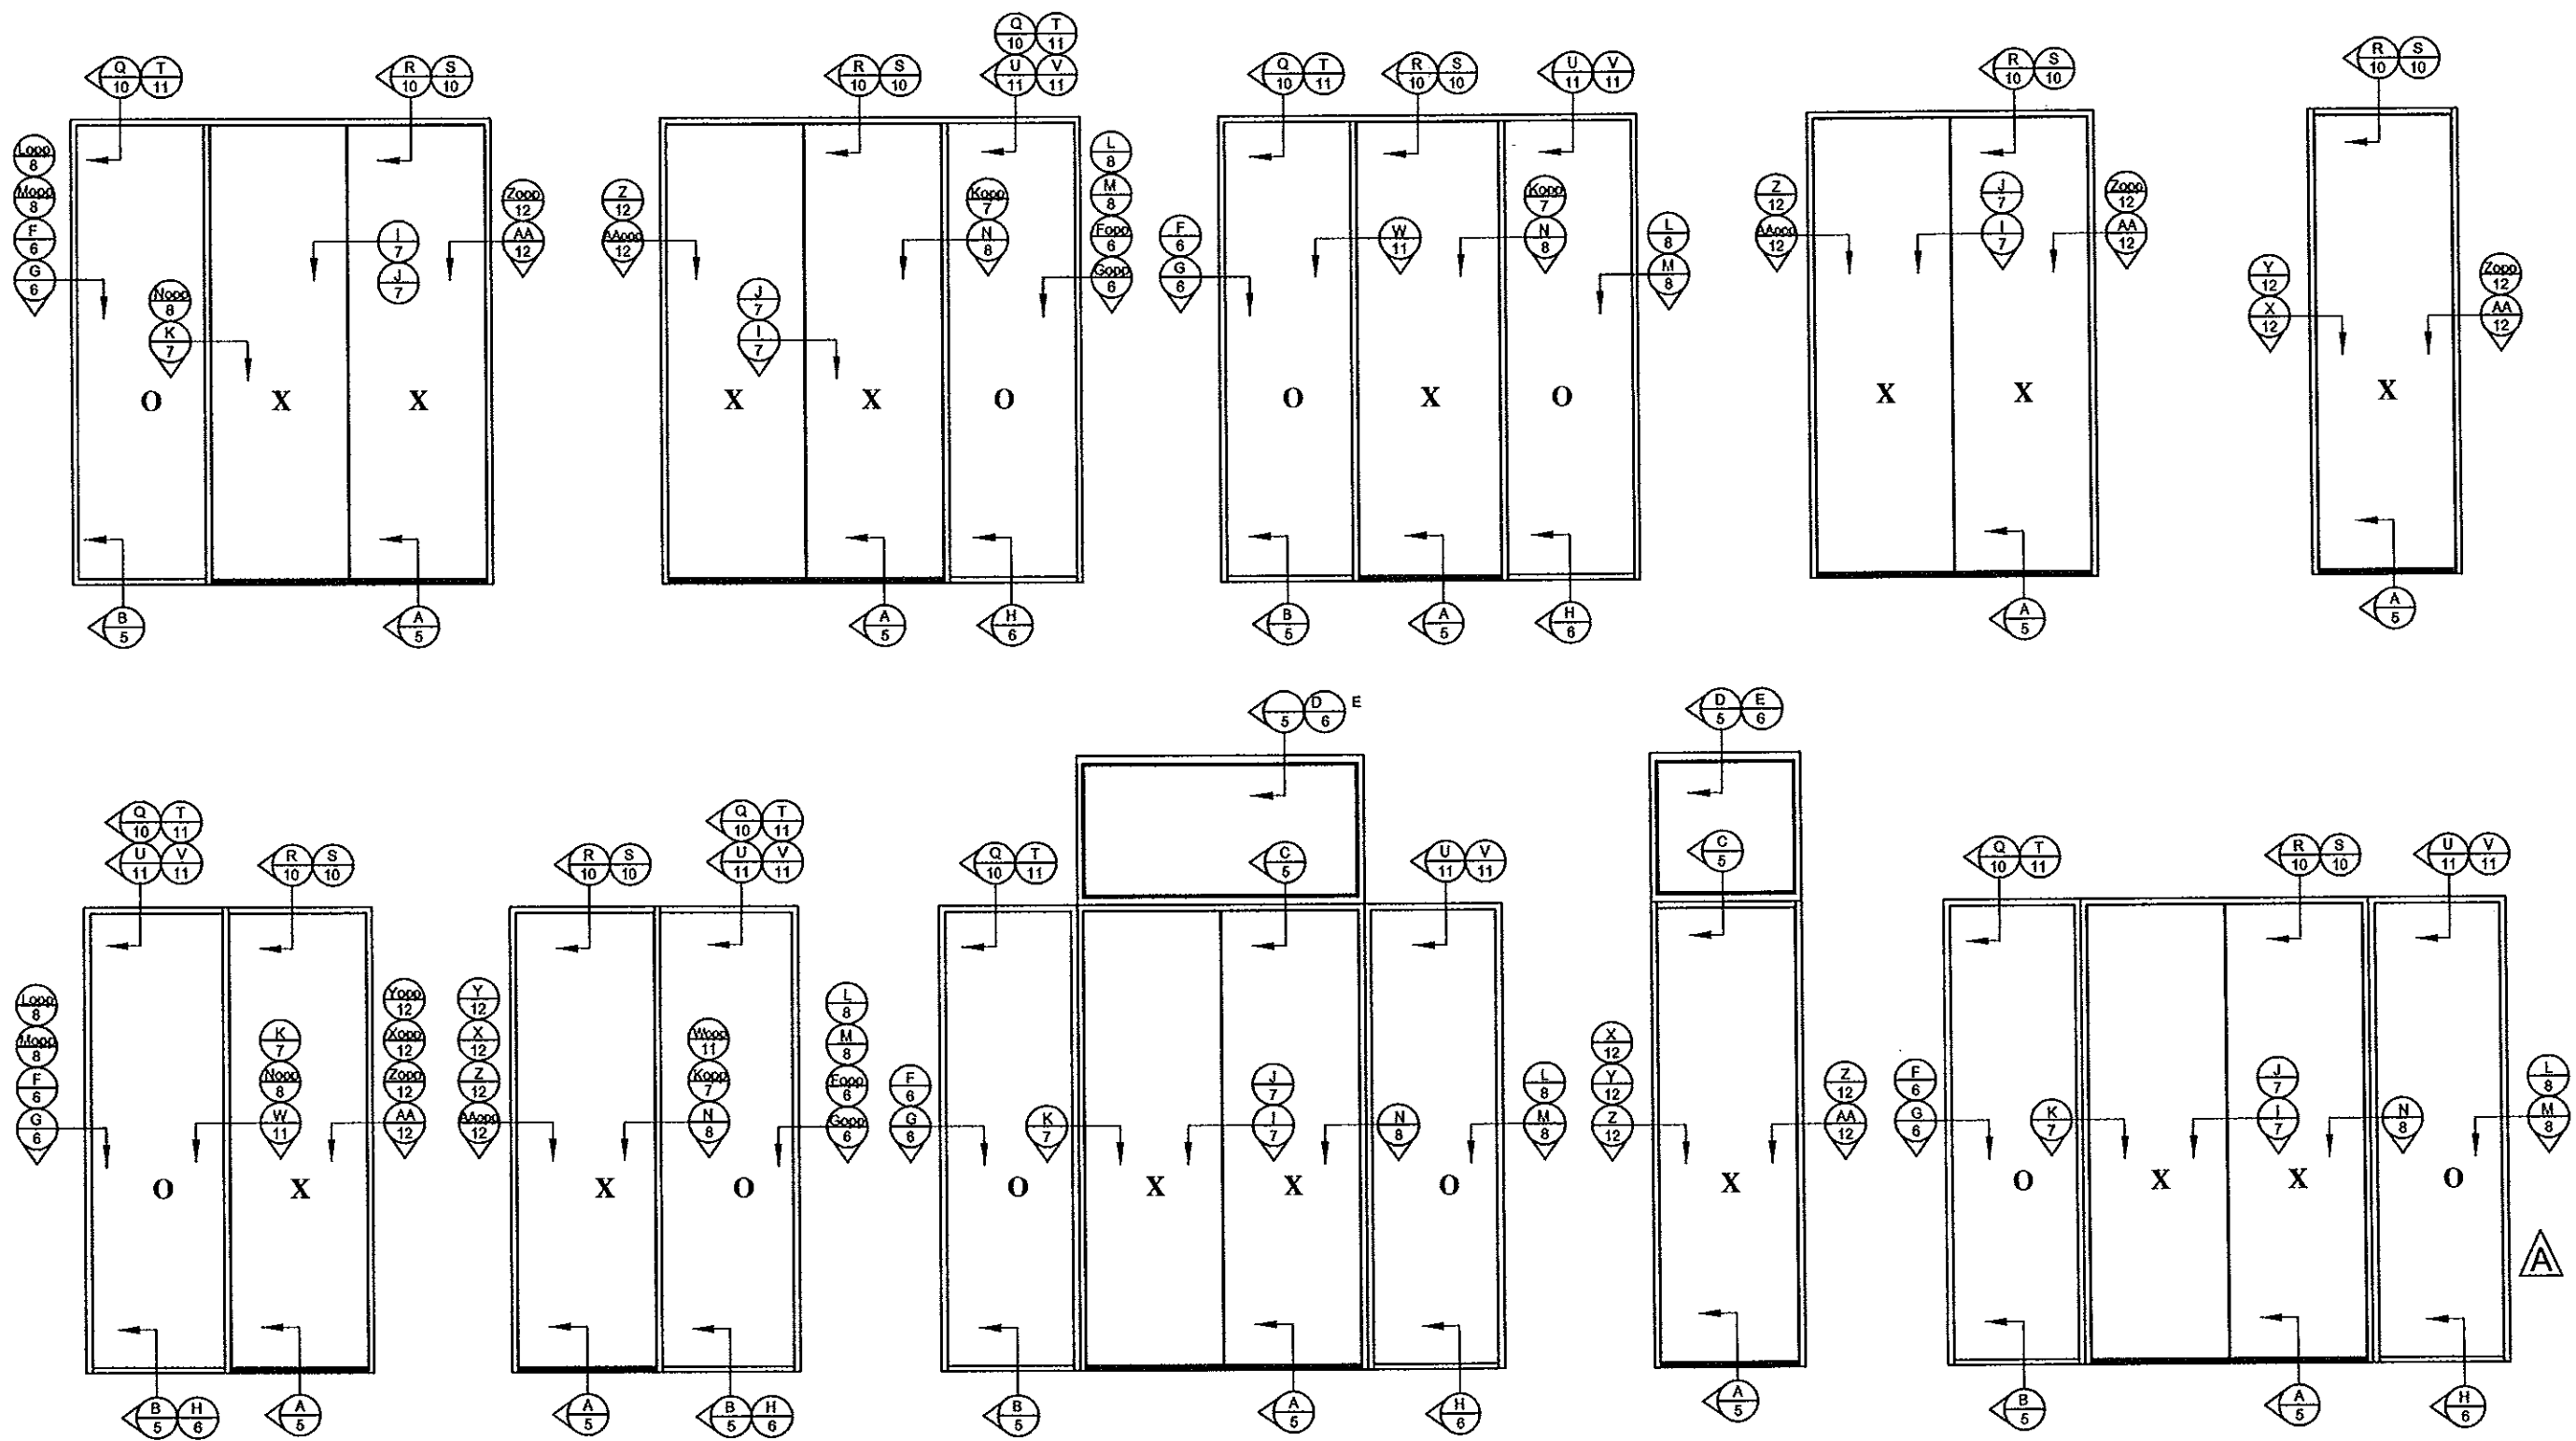 Q T
10 11
R S
10 10
Lopp
8
Mopp
8
F
6
G
6
Nopp
8
K
7
I
7
J
7
Zopp
12
AA
12
O X X
B
5
A
5
R S
10 10
Q T
10 11
U V
11 11
Z
12
AAopp
12
J
7
I
7
Kopp
7
N
8
L
8
M
8
Fopp
6
Gopp
6
X X O
A
5
H
6
Q T
10 11
R S
10 10
U V
11 11
F
6
G
6
W
11
Kopp
7
N
8
L
8
M
8
O X O
B
5
A
5
H
6
R S
10 10
Z
12
AAopp
12
J
7
I
7
Zopp
12
AA
12
X X
A
5
R S
10 10
Y
12
X
12
Zopp
12
AA
12
X
A
5
Q T
10 11
U V
11 11
R S
10 10
Lopp
8
Mopp
8
F
6
G
6
K
7
Nopp
8
W
11
Yopp
12
Xopp
12
Zopp
12
AA
12
O X
B H
5 6
A
5
R S
10 10
Q T
10 11
U V
11 11
Y
12
X
12
Z
12
AAopp
12
Wopp
11
Kopp
7
N
8
L
8
M
8
Fopp
6
Gopp
6
X O
A
5
B H
5 6
D E
5 6
Q T
10 11
C
5
U V
11 11
F
6
G
6
K
7
J
7
I
7
N
8
L
8
M
8
O X X O
B
5
A
5
H
6
D E
5 6
C
5
X
12
Y
12
Z
12
Z
12
AA
12
X
A
5
Q T
10 11
R S
10 10
U V
11 11
F
6
G
6
K
7
J
7
I
7
N
8
L
8
M
8
O X X O
A
B
5
A
5
H
6